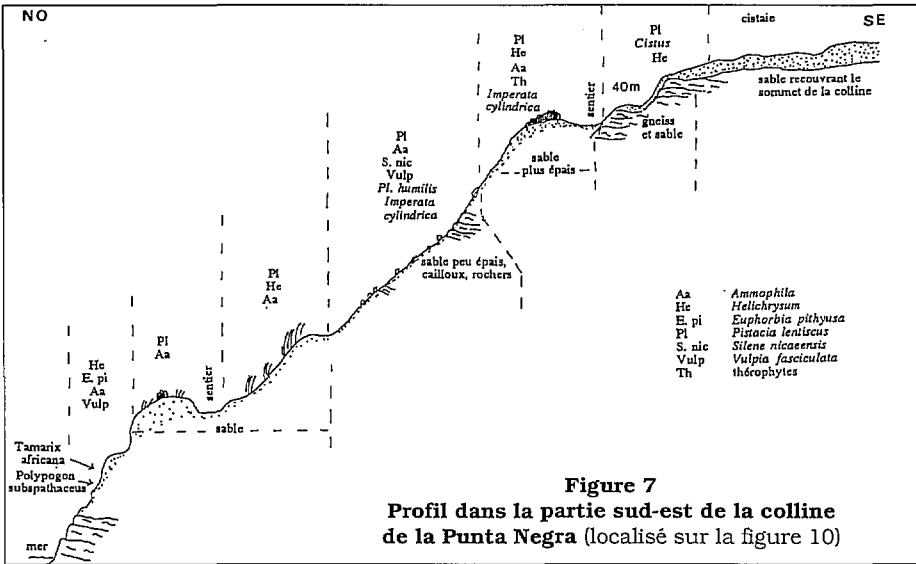 NO
SE
cistaie
Pl
Cistus
He
40m
sable recouvrant le
sommet de la colline
gneiss
et sable
sentier
Pl
He
Aa
Th
Imperata
cylindrica
sable
plus épais
Pl
Aa
S. nic
Vulp
Pl. humilis
Imperata
cylindrica
sable peu épais,
cailloux, rochers
Pl
He
Aa
sentier
Pl
Aa
sable
He
E. pi
Aa
Vulp
Tamarix
africana
Polypogon
subspathaceus
mer
Aa Ammophila
He Helichrysum
E. pi Euphorbia pithyusa
Pl Pistacia lentiscus
S. nic Silene nicaeensis
Vulp Vulpia fasciculata
Th thérophytes
Figure 7
Profil dans la partie sud-est de la colline
de la Punta Negra (localisé sur la figure 10)